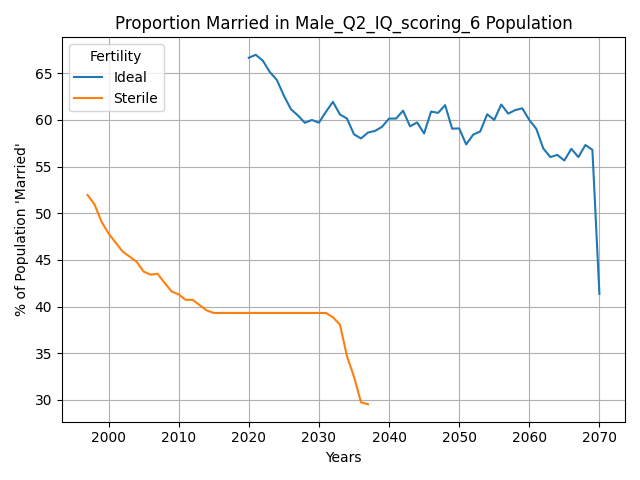 Proportion Married in Male_Q2_IQ_scoring_6 Population
Fertility
Ideal
Sterile
% of Population 'Married'
65
60
55
50
45
40
35
30
2000 2010 2020 2030 2040 2050 2060 2070
Years